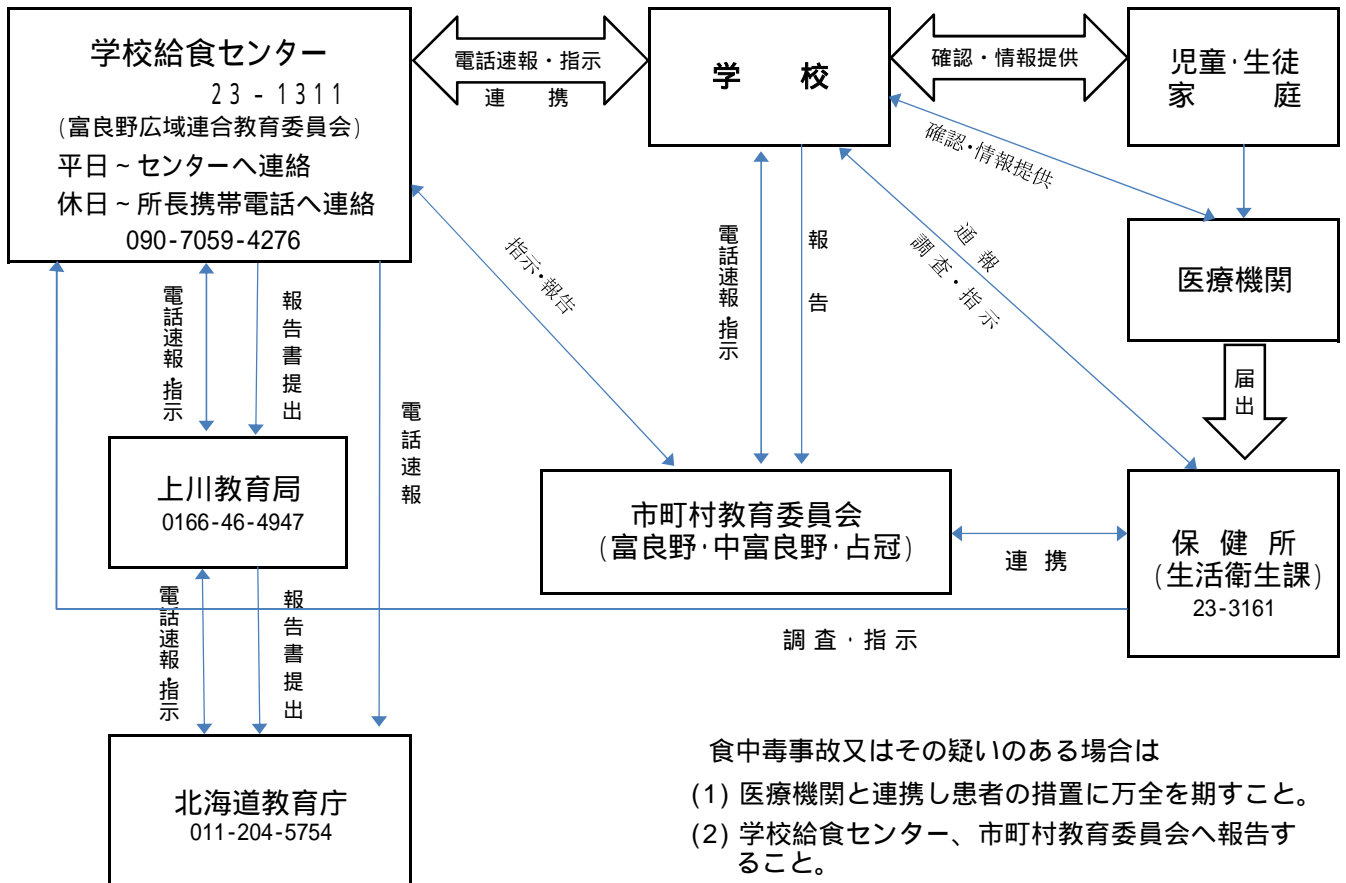 学校給食センター
23-1311
(富良野広域連合教育委員会)
平日～センターへ連絡
休日～所長携帯電話へ連絡
090-7059-4276
電話速報・指示
連 携
学 校
確認・情報提供
児童・生徒
家 庭
確認・情報提供
医療機関
届出
通報
調査・指示
電話速報・指示
報告
指示・報告
電話速報・指示
報告書提出
電話速報
上川教育局
0166-46-4947
市町村教育委員会
(富良野・中富良野・占冠)
連 携
保 健 所
(生活衛生課)
23-3161
調査・指示
電話速報・指示
報告書提出
北海道教育庁
011-204-5754
食中毒事故又はその疑いのある場合は
(1) 医療機関と連携し患者の措置に万全を期すこと。
(2) 学校給食センター、市町村教育委員会へ報告す
ること。